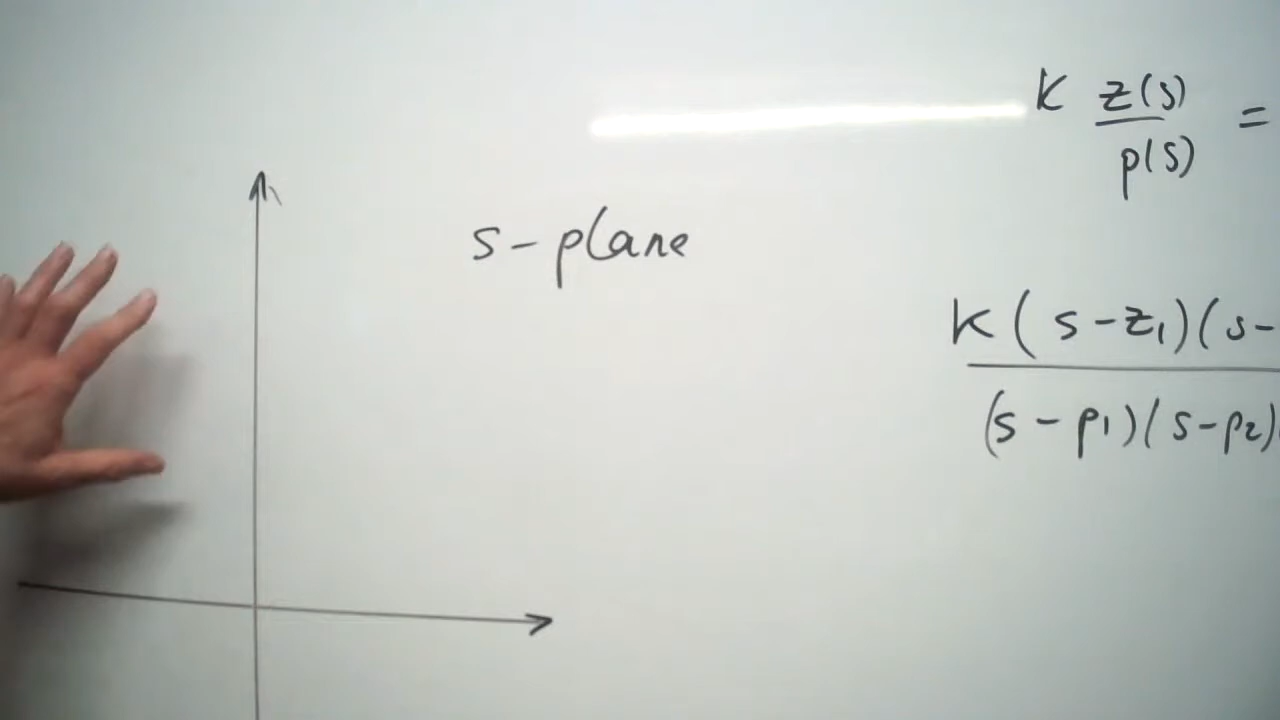 K z(s) =
p(s)
s-plane
K(s-z₁)(s-
(s-p₁)(s-p₂)